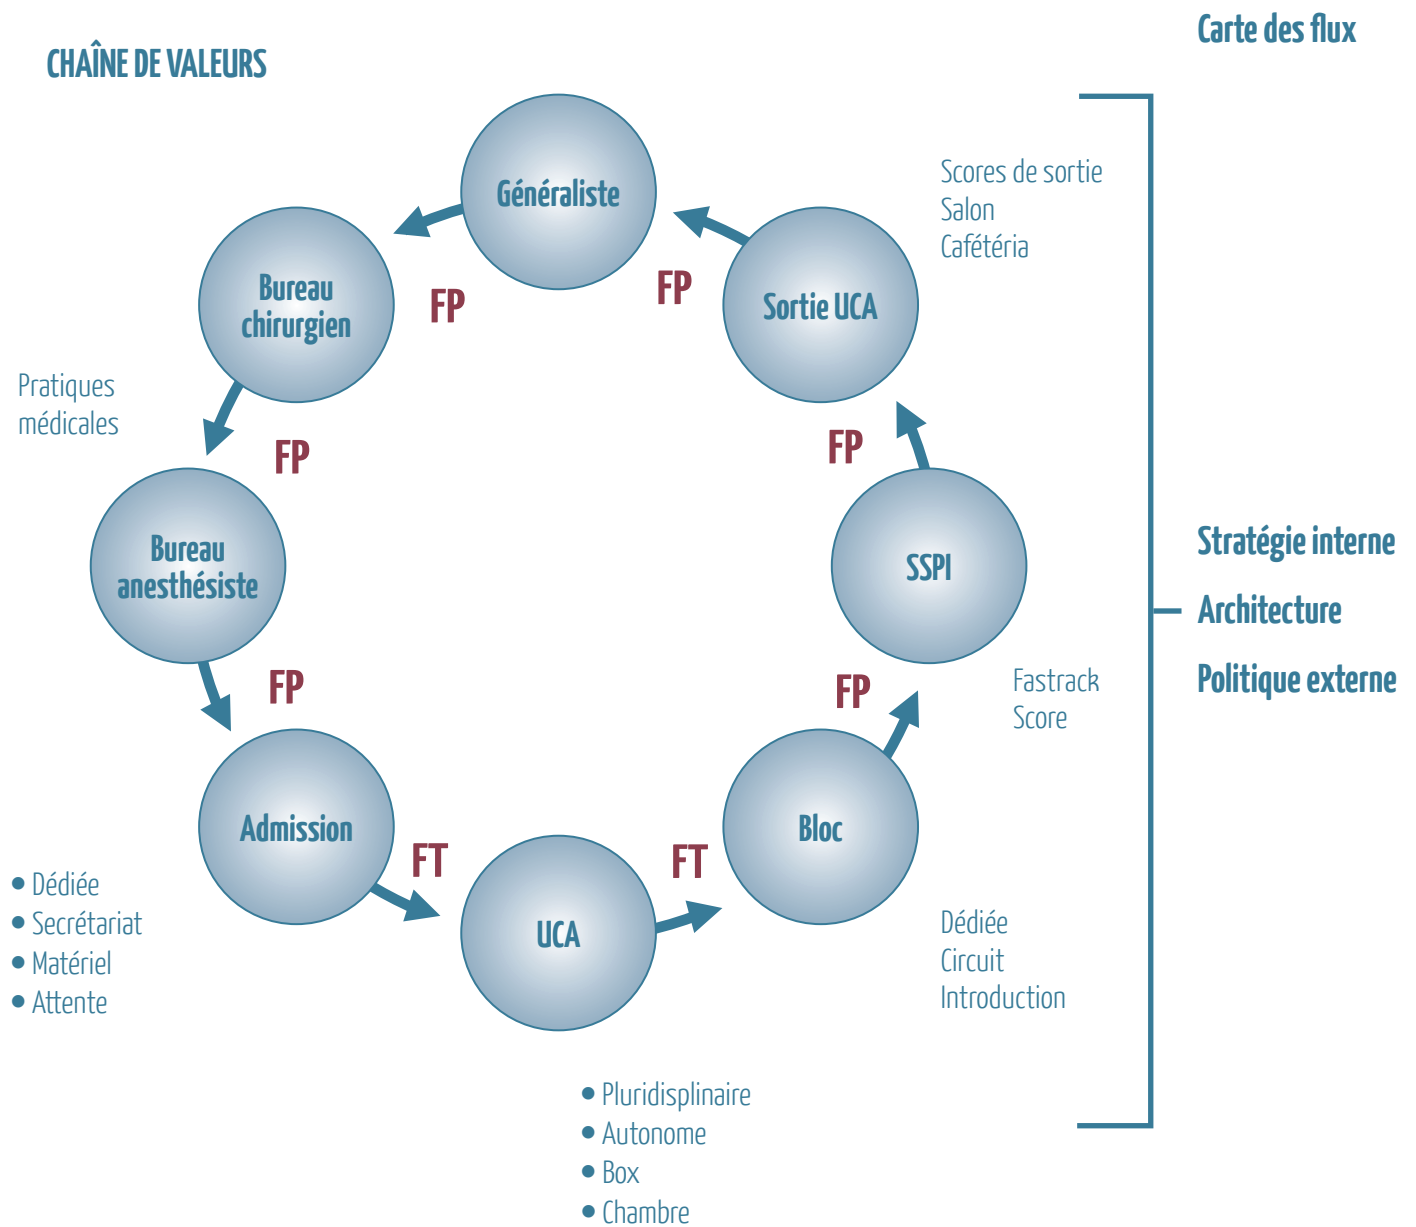 Carte des flux
CHAÎNE DE VALEURS
Généraliste
Scores de sortie
Salon
Cafétéria
Bureau
chirurgien
FP
FP
Sortie UCA
Pratiques
médicales
FP
FP
Bureau
anesthésiste
SSPI
Stratégie interne
Architecture
Politique externe
FP
FP
Fastrack
Score
Admission
FT
FT
Bloc
UCA
• Dédiée
• Secrétariat
• Matériel
• Attente
Dédiée
Circuit
Introduction
• Pluridisplinaire
• Autonome
• Box
• Chambre